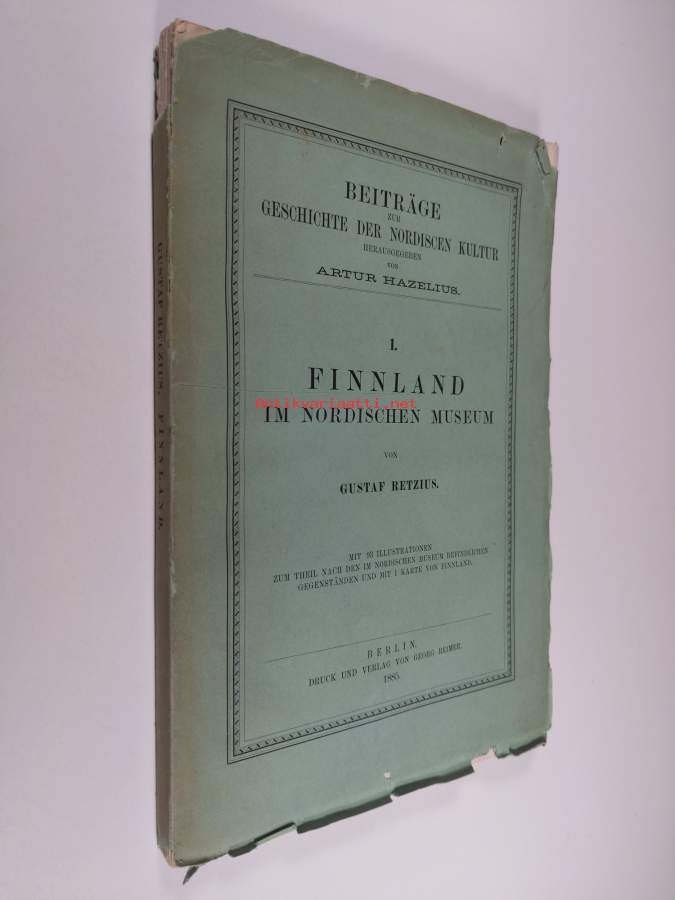 BEITRÄGE
ZUR
GESCHICHTE DER NORDISCEN KULTUR
HERAUSGEGEBEN
VON
ARTUR HAZELIUS.
1.
FINNLAND
antikvariaatti.net
IM NORDISCHEN MUSEUM
VON
GUSTAF RETZIUS.
MIT 93 ILLUSTRATIONEN
ZUM THEIL NACH DEN IM NORDISCHEN MUSEUM BEFINDLICHEN
GEGENSTÄNDEN UND MIT 1 KARTE VON FINNLAND.
BERLIN.
DRUCK UND VERLAG VON GEORG REIMER.
1885.
GUSTAF RETZIUS, FINNLAND.